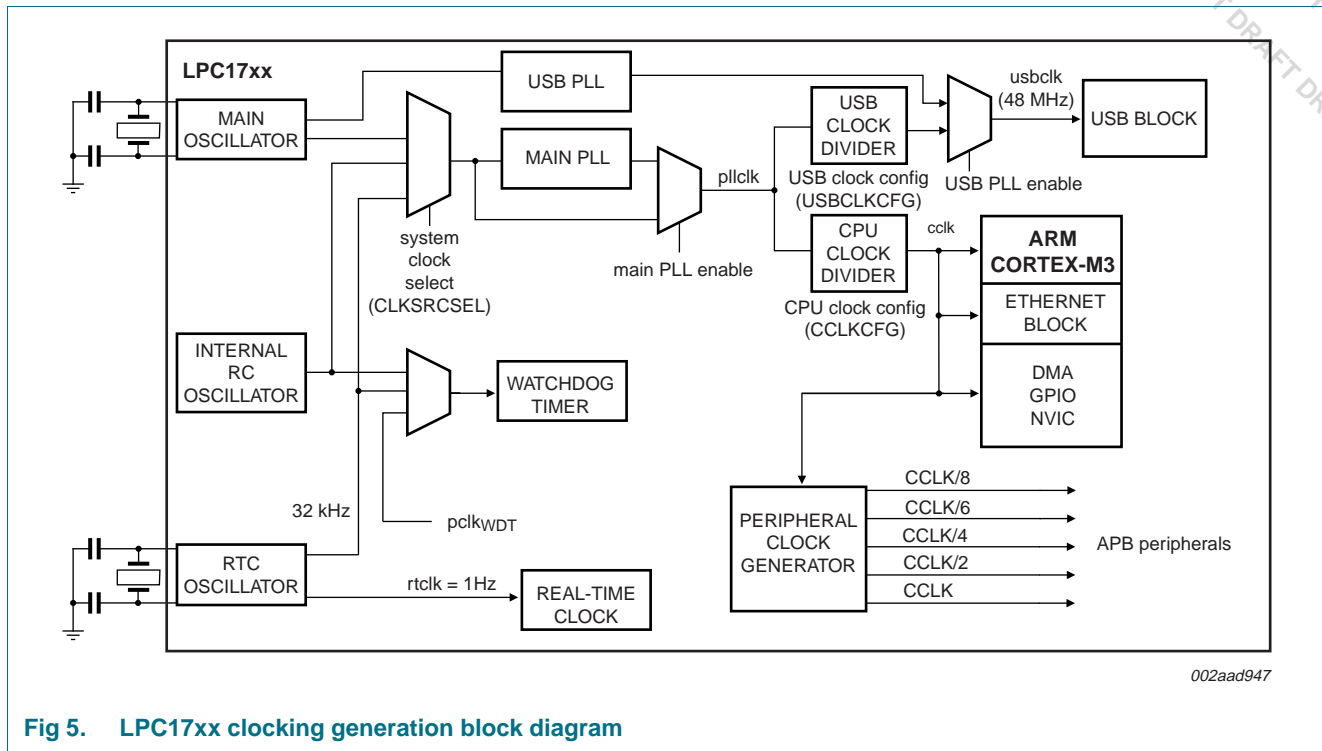 DRAFT DRAFT DR
LPC17xx
USB PLL
usbclk
(48 MHz)
MAIN
OSCILLATOR
USB
CLOCK
DIVIDER
USB BLOCK
MAIN PLL
pllclk
USB clock config
(USBCLKCFG)
USB PLL enable
system
clock
select
(CLKSRCSEL)
main PLL enable
CPU
CLOCK
DIVIDER
cclk
CPU clock config
(CCLKCFG)
ARM
CORTEX-M3
ETHERNET
BLOCK
DMA
GPIO
NVIC
INTERNAL
RC
OSCILLATOR
WATCHDOG
TIMER
32 kHz
pclkWDT
PERIPHERAL
CLOCK
GENERATOR
CCLK/8
CCLK/6
CCLK/4
CCLK/2
CCLK
APB peripherals
RTC
OSCILLATOR
rtclk = 1Hz
REAL-TIME
CLOCK
002aad947
Fig 5. LPC17xx clocking generation block diagram